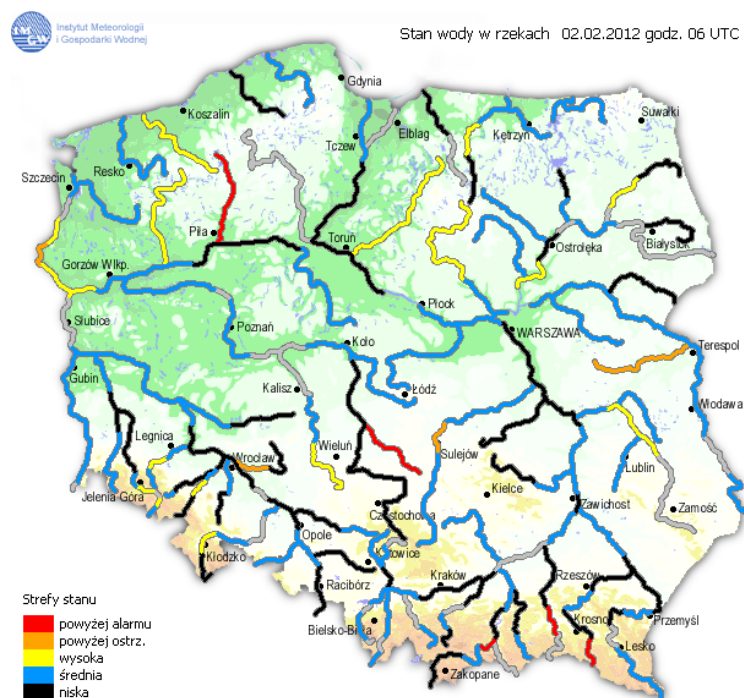 Instytut Meteorologii
i Gospodarki Wodnej
Stan wody w rzekach 02.02.2012 godz. 06 UTC
Gdynia
Koszalin
Suwałki
Elbląg
Tczew
Kętrzyn
Resko
Szczecin
Piła
Toruń
Białystok
Ostrołęka
Gorzów Wlkp.
Płock
Słubice
Poznań
WARSZAWA
Koło
Terespol
Gubin
Kalisz
Łódź
Włodawa
Legnica
Wieluń
Sulejów
Wrocław
Lublin
Jelenia Góra
Kielce
Zawichost
Zamość
Częstochowa
Opole
Kłodzko
Katowice
Racibórz
Kraków
Rzeszów
Strefy stanu
Bielsko-Biała
Krosno
Przemyśl
powyżej alarmu
powyżej ostrz.
Lesko
wysoka
Zakopane
średnia
niska